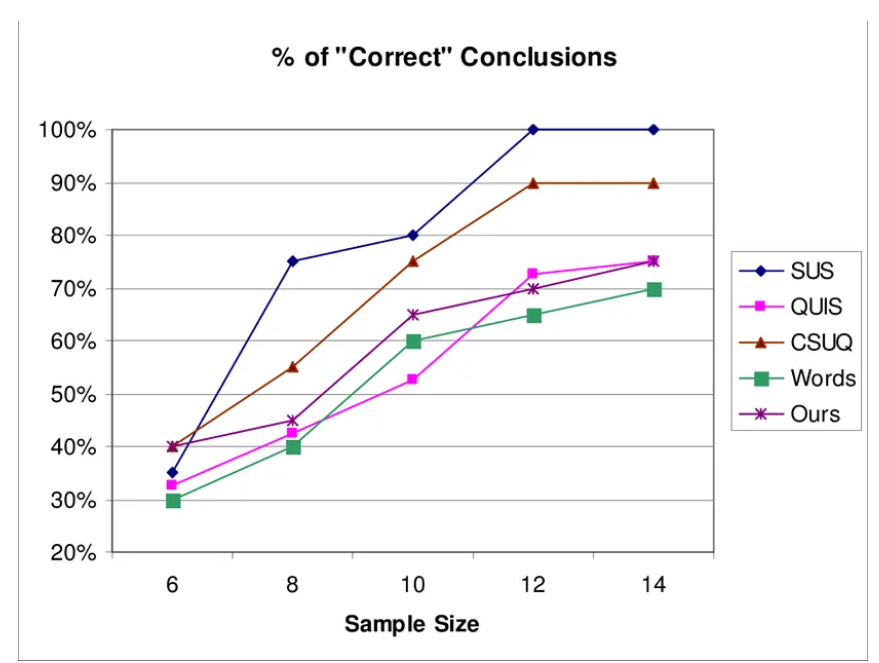 % of "Correct" Conclusions
100%
90%
80%
70%
60%
50%
40%
30%
20%
6 8 10 12 14
Sample Size
SUS
QUIS
CSUQ
Words
Ours